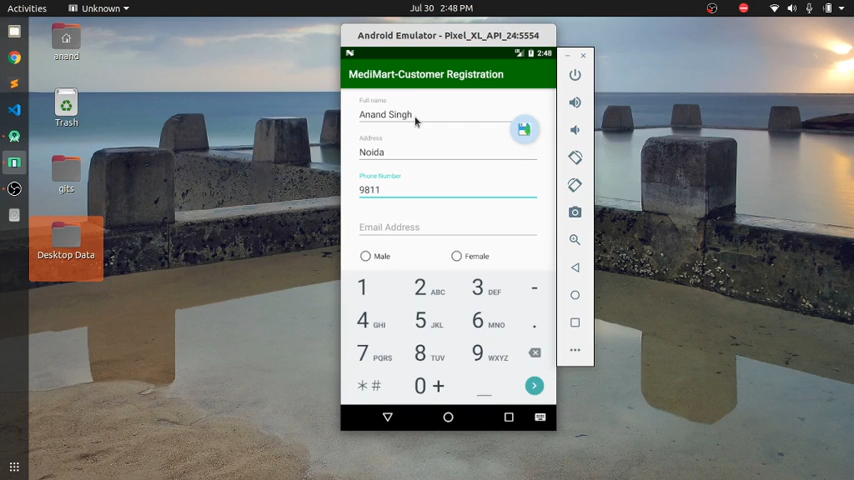 Activities
Unknown
Jul 30 2:48 PM
anand
Trash
gits
Desktop Data
Android Emulator - Pixel_XL_API_24:5554
2:48
MediMart-Customer Registration
Full name
Anand Singh
Address
Noida
Phone Number
9811
Email Address
Male
Female
1
2 ABC
3 DEF
-
4 GHI
5 JKL
6 MNO
.
7 PQRS
8 TUV
9 WXYZ
*#
0 +